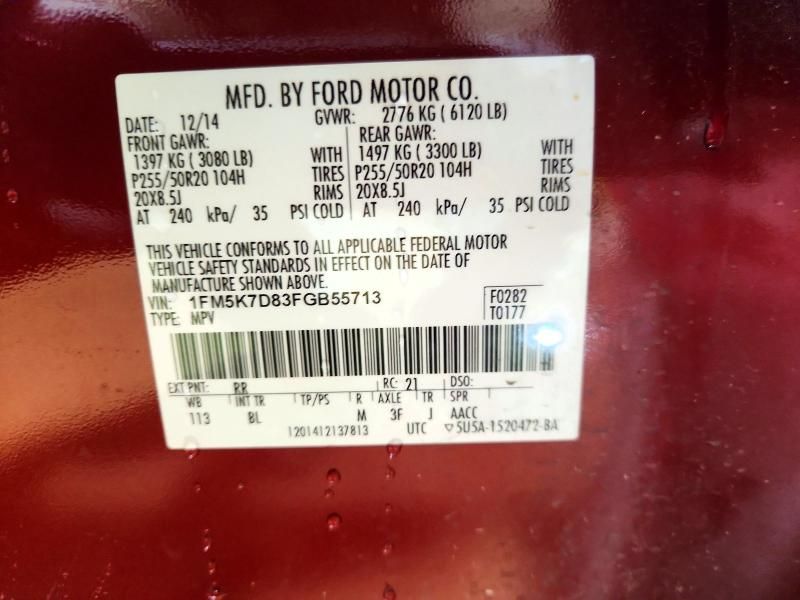 MFD. BY FORD MOTOR CO.
DATE: 12/14 GVWR: 2776 KG ( 6120 LB)
FRONT GAWR: REAR GAWR:
1397 KG ( 3080 LB) WITH 1497 KG ( 3300 LB) WITH
P255/50R20 104H TIRES P255/50R20 104H TIRES
20X8.5J RIMS 20X8.5J RIMS
AT 240 kPa/ 35 PSI COLD AT 240 kPa/ 35 PSI COLD
THIS VEHICLE CONFORMS TO ALL APPLICABLE FEDERAL MOTOR
VEHICLE SAFETY STANDARDS IN EFFECT ON THE DATE OF
MANUFACTURE SHOWN ABOVE.
VIN: 1FM5K7D83FGB55713 F0282
TYPE: MPV T0177
EXT PNT: RR RC: 21 DSO:
WB INT TR TP/PS R AXLE TR SPR
113 BL M 3F J AACC
1201412137813 UTC ▽5U5A-1520472-BA